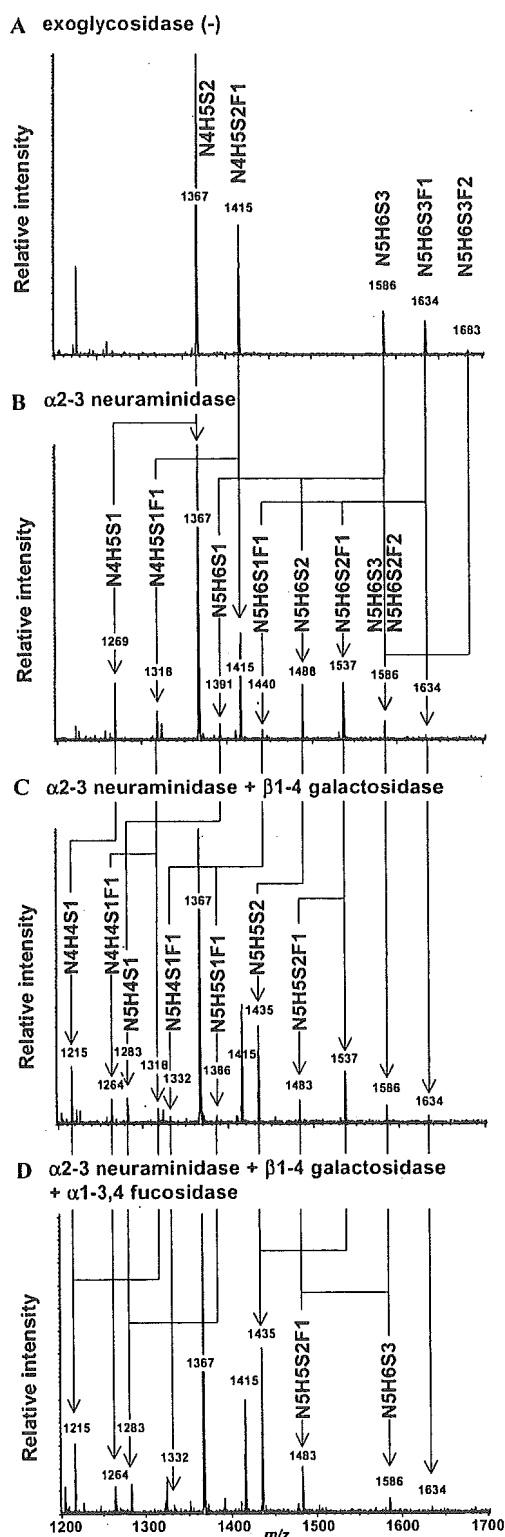 A exoglycosidase (-)
Relative intensity
N4H5S2
N4H5S2F1
N5H6S3
N5H6S3F1
N5H6S3F2
1367
1415
1586
1634
1683
B α2-3 neuraminidase
Relative intensity
N4H5S1
N4H5S1F1
N5H6S1
N5H6S1F1
N5H6S2
N5H6S2F1
N5H6S3
N5H6S2F2
1269
1318
1367
1391
1415
1440
1488
1537
1586
1634
C α2-3 neuraminidase + β1-4 galactosidase
Relative intensity
N4H4S1
N4H4S1F1
N5H4S1
N5H4S1F1
N5H5S1F1
N5H5S2
N5H5S2F1
1215
1264
1283
1318
1332
1367
1386
1415
1435
1483
1537
1586
1634
D α2-3 neuraminidase + β1-4 galactosidase
+ α1-3,4 fucosidase
Relative intensity
N5H5S2F1
N5H6S3
1215
1264
1283
1332
1367
1415
1435
1483
1586
1634
1200 1300 1400 1500 1600 1700
m/z